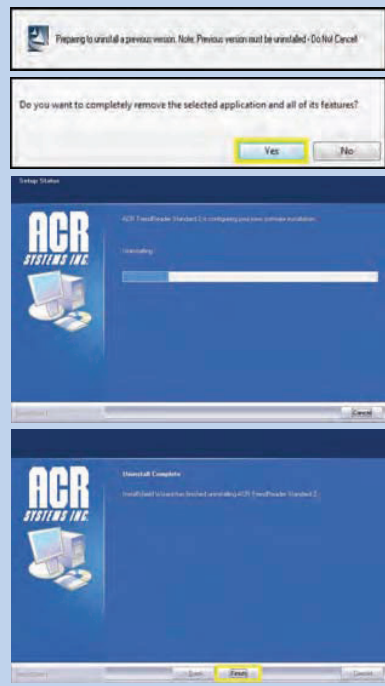 Preparing to uninstall a previous version. Note: Previous version must be uninstalled - Do Not Cancel!
Do you want to completely remove the selected application and all of its features?
Yes No
Setup Status
ACR
SYSTEMS INC.
ACR TrendReader Standard 2 is configuring your new software installation.
Uninstalling
InstallShield
Cancel
ACR
SYSTEMS INC.
Uninstall Complete
InstallShield Wizard has finished uninstalling ACR TrendReader Standard 2.
InstallShield
Back Finish Cancel